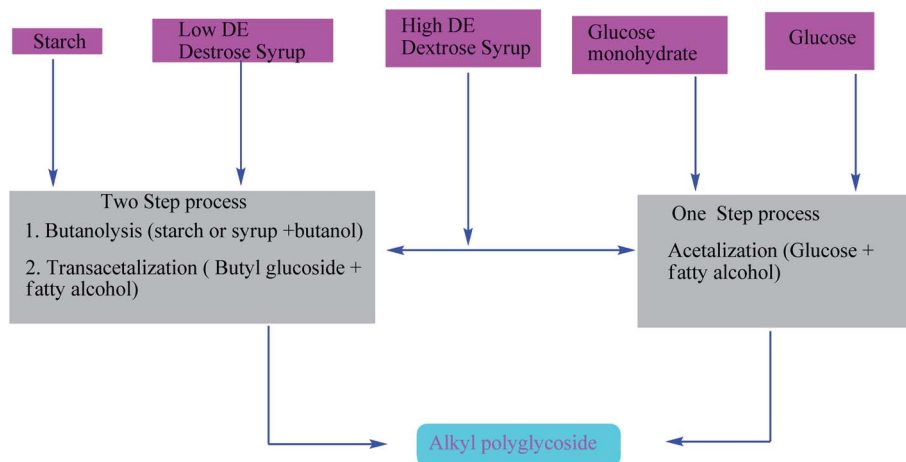 Starch
Low DE
Destrose Syrup
High DE
Dextrose Syrup
Glucose
monohydrate
Glucose
Two Step process
1. Butanolysis (starch or syrup +butanol)
2. Transacetalization ( Butyl glucoside +
fatty alcohol)
One Step process
Acetalization (Glucose +
fatty alcohol)
Alkyl polyglycoside